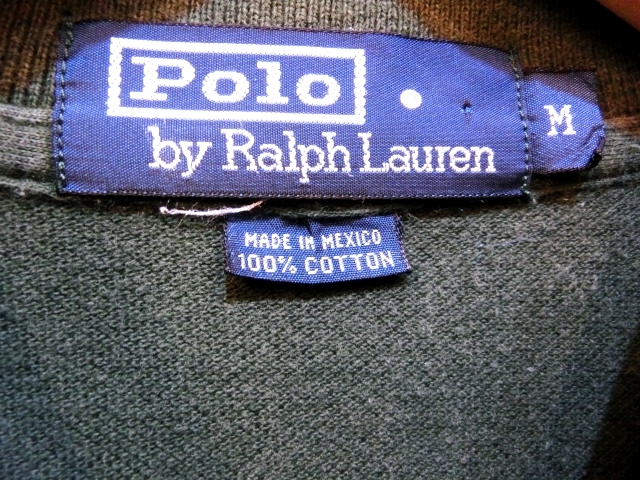 Polo
by Ralph Lauren
M
MADE IN MEXICO
100% COTTON